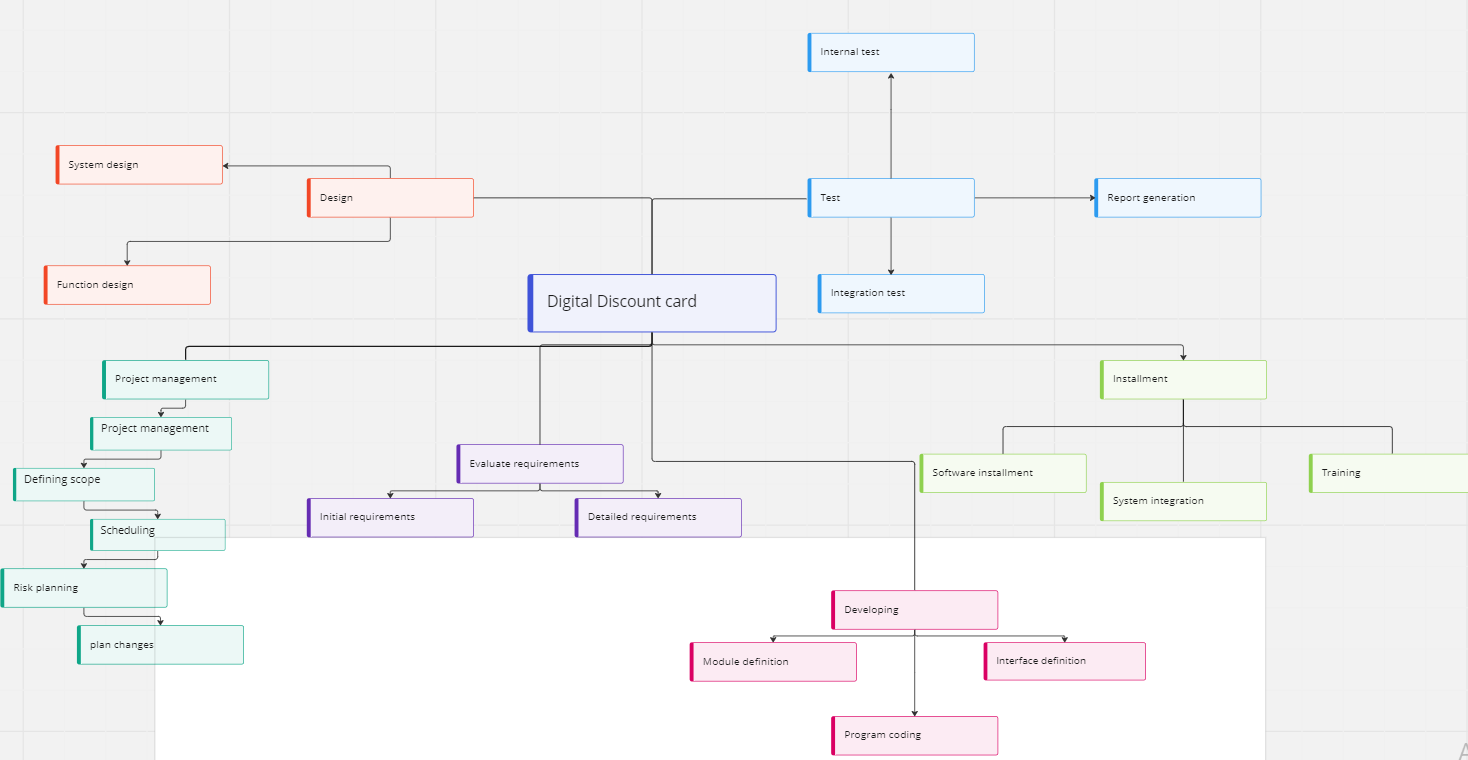 Internal test
System design
Design
Test
Report generation
Function design
Digital Discount card
Integration test
Project management
Installment
Project management
Evaluate requirements
Defining scope
Software installment
Training
System integration
Initial requirements
Detailed requirements
Scheduling
Risk planning
Developing
plan changes
Module definition
Interface definition
Program coding